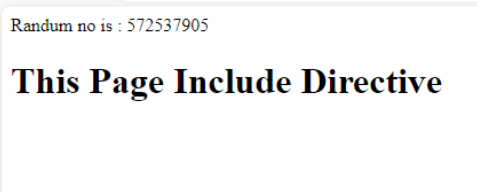 Randum no is : 572537905
This Page Include Directive